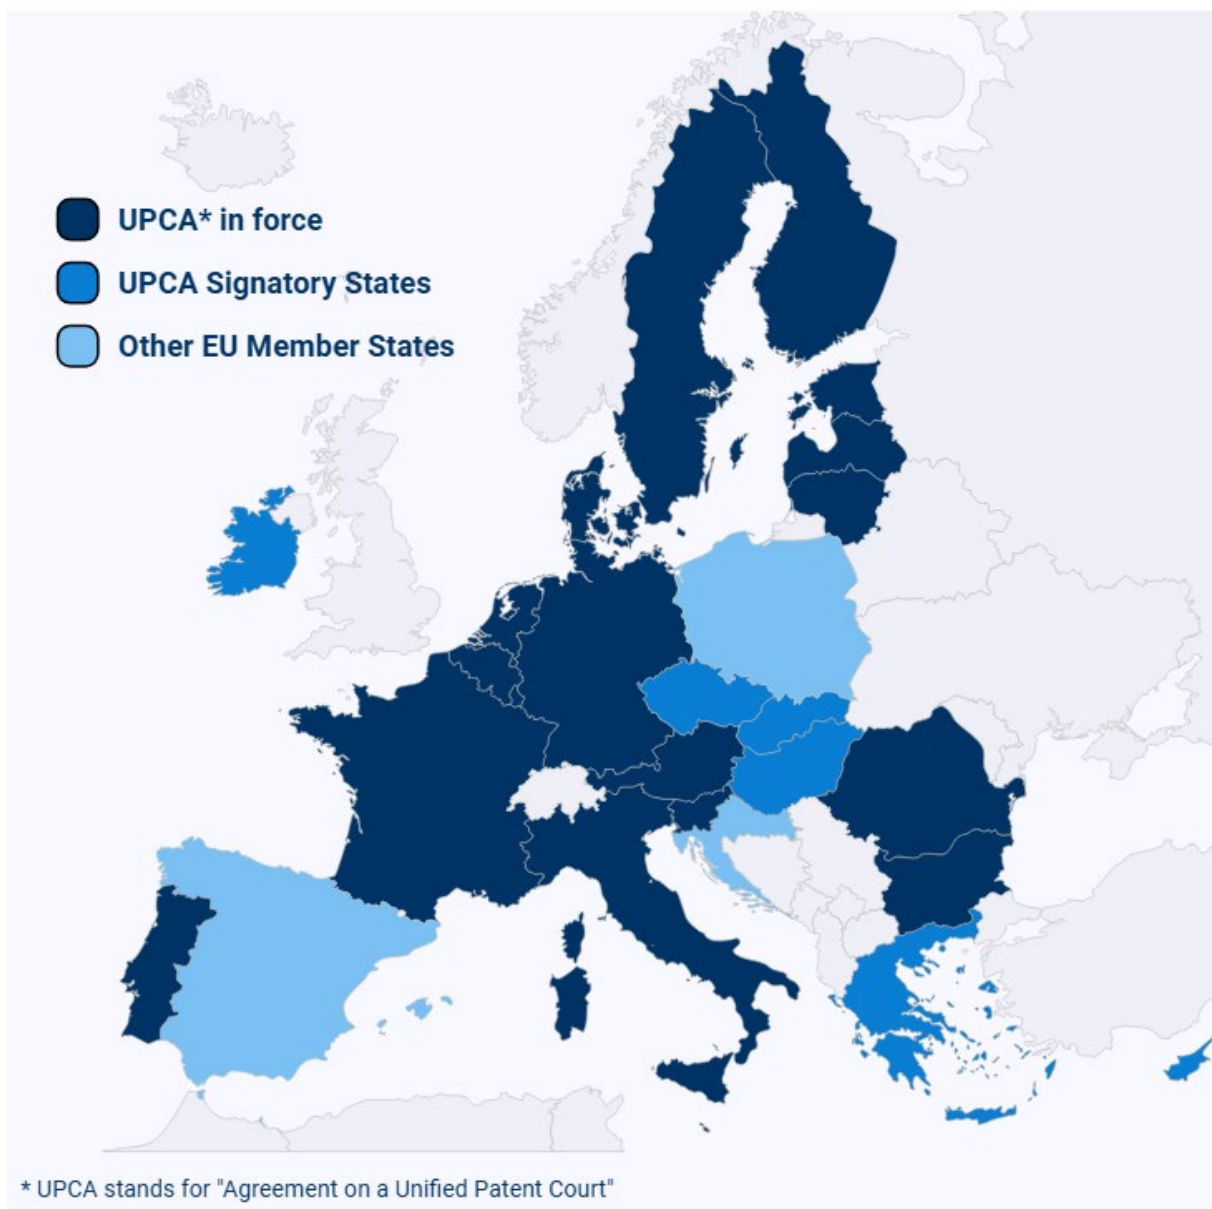 UPCA* in force
UPCA Signatory States
Other EU Member States
* UPCA stands for "Agreement on a Unified Patent Court"